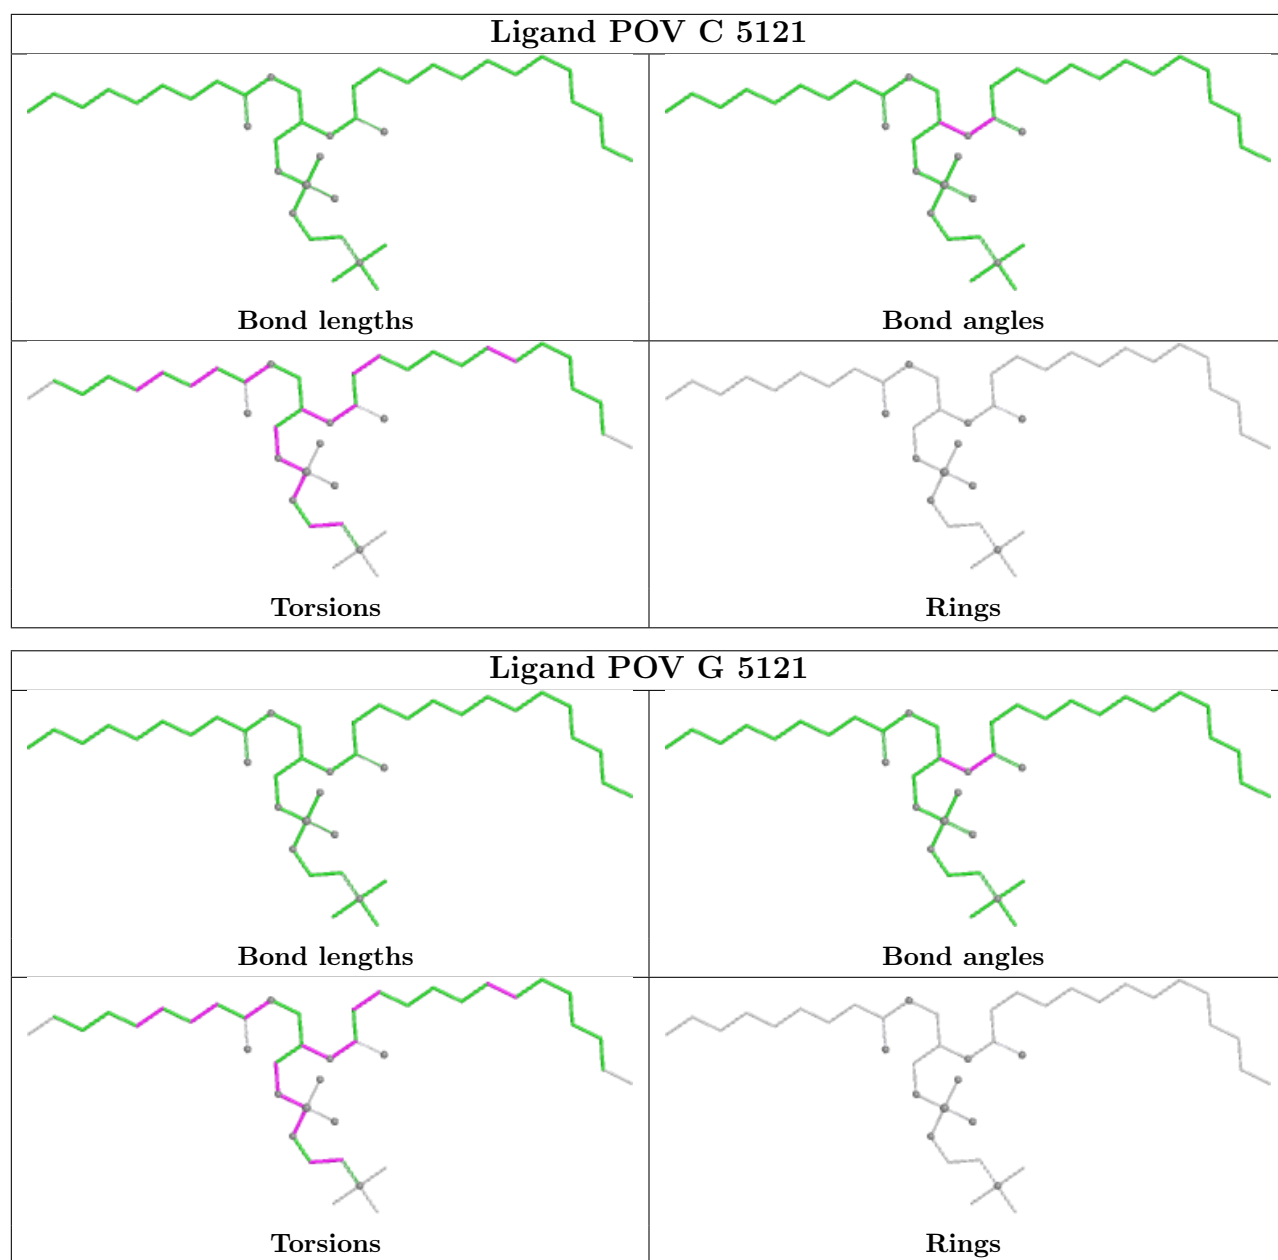 Ligand POV C 5121
Bond lengths
Bond angles
Torsions
Rings
Ligand POV G 5121
Bond lengths
Bond angles
Torsions
Rings